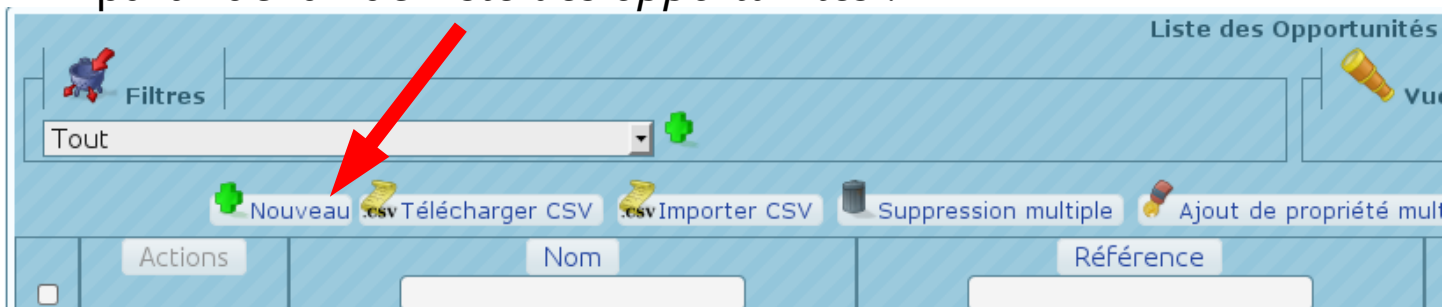 Liste des Opportunités
Filtres
Vue
Tout
Nouveau .csv Télécharger CSV .csv Importer CSV Suppression multiple Ajout de propriété mult
Actions Nom Référence